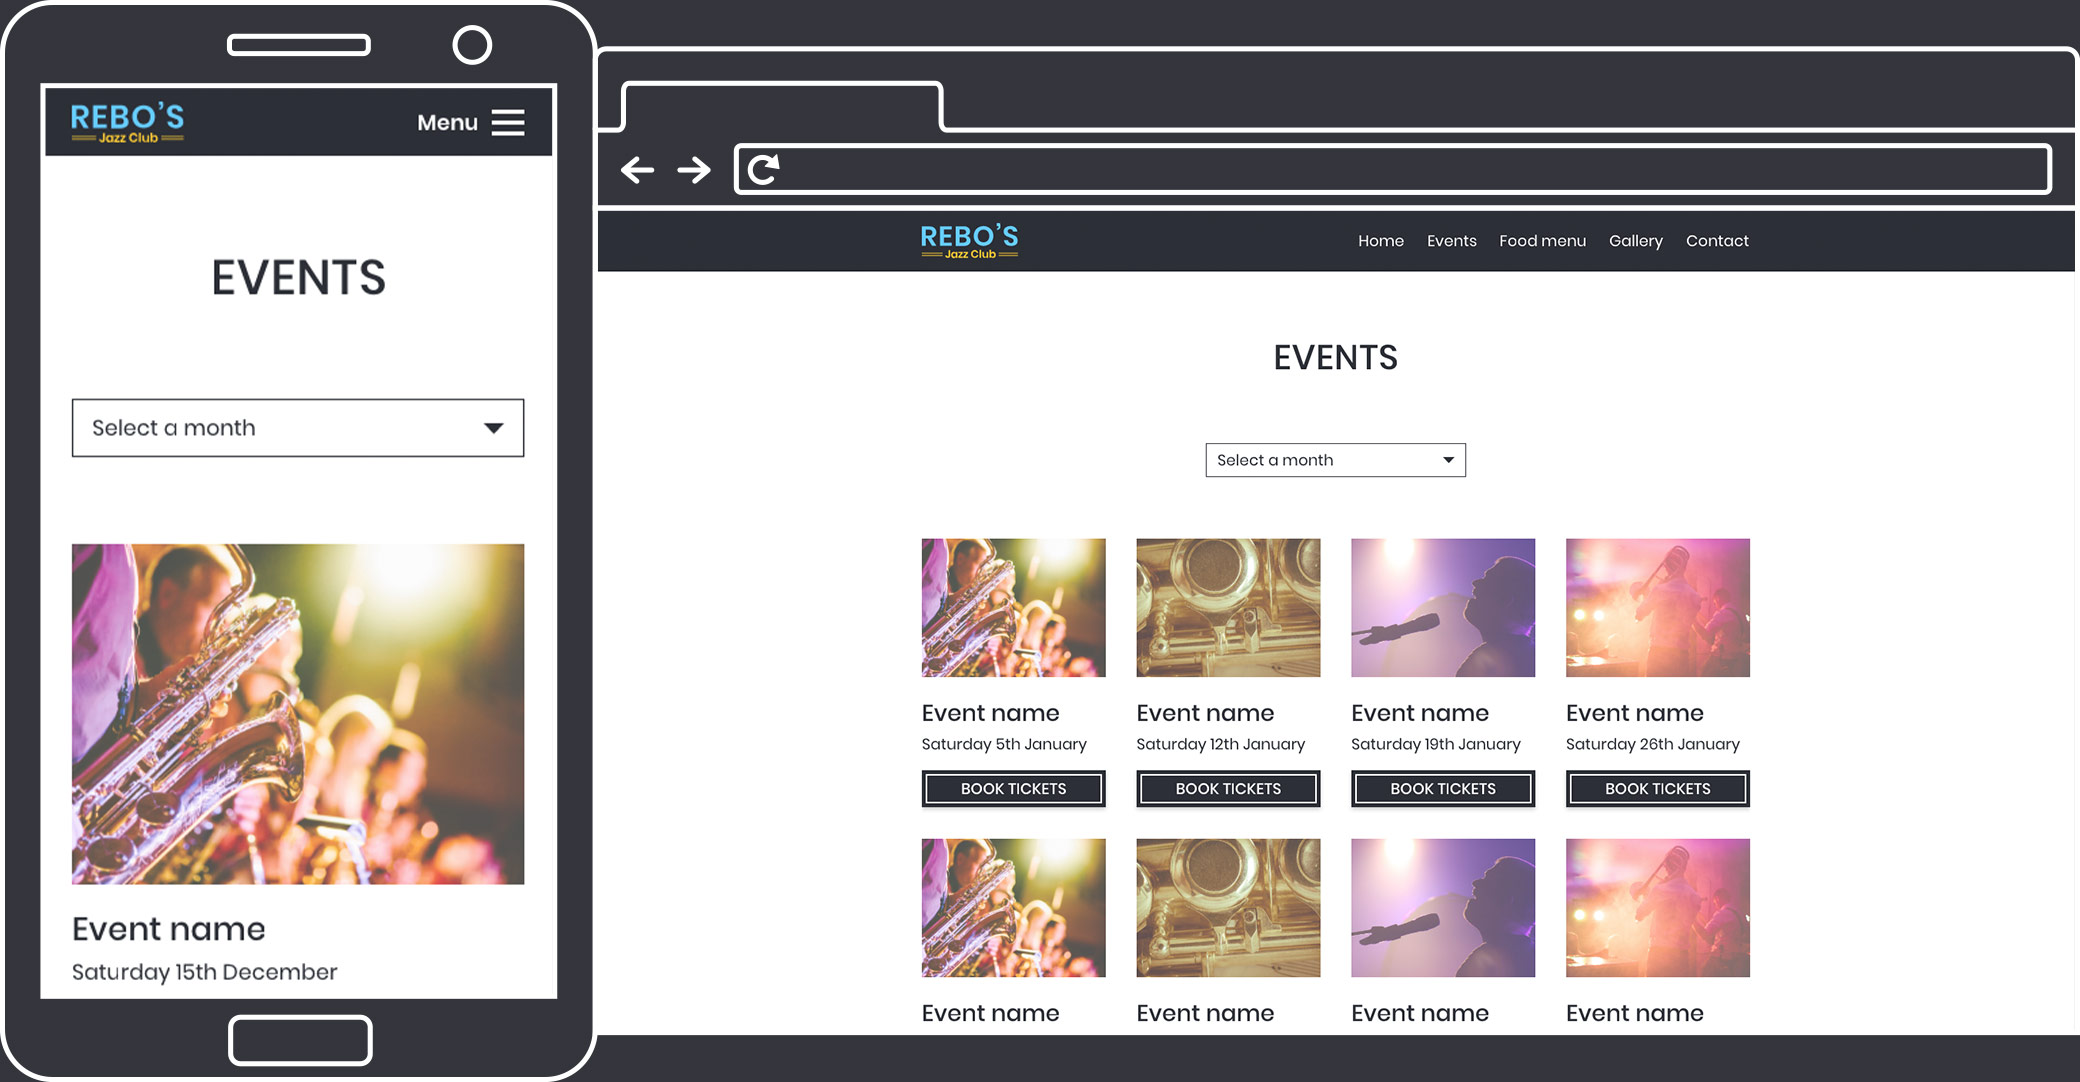 REBO'S
Jazz Club
Menu
EVENTS
Select a month
Event name
Saturday 15th December
REBO'S
Jazz Club
Home Events Food menu Gallery Contact
EVENTS
Select a month
Event name Event name Event name Event name
Saturday 5th January Saturday 12th January Saturday 19th January Saturday 26th January
BOOK TICKETS BOOK TICKETS BOOK TICKETS BOOK TICKETS
Event name Event name Event name Event name